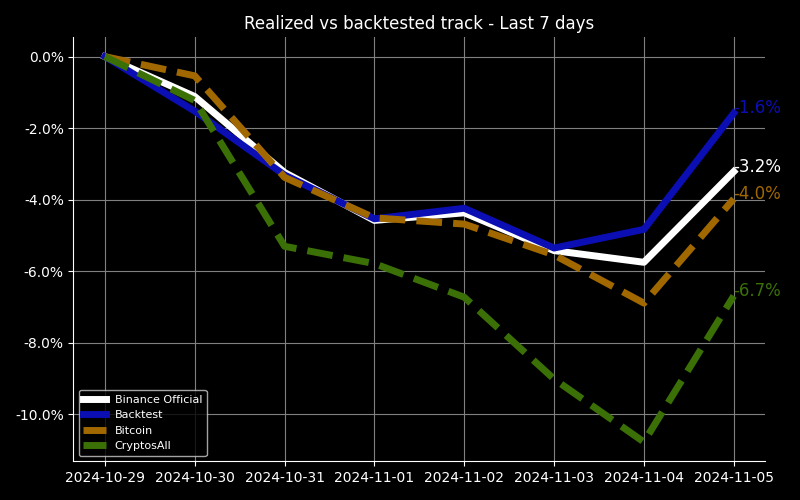 Realized vs backtested track - Last 7 days
0.0%
-2.0%
-4.0%
-6.0%
-8.0%
-10.0%
-1.6%
-3.2%
-4.0%
-6.7%
Binance Official
Backtest
Bitcoin
CryptosAll
2024-10-29 2024-10-30 2024-10-31 2024-11-01 2024-11-02 2024-11-03 2024-11-04 2024-11-05